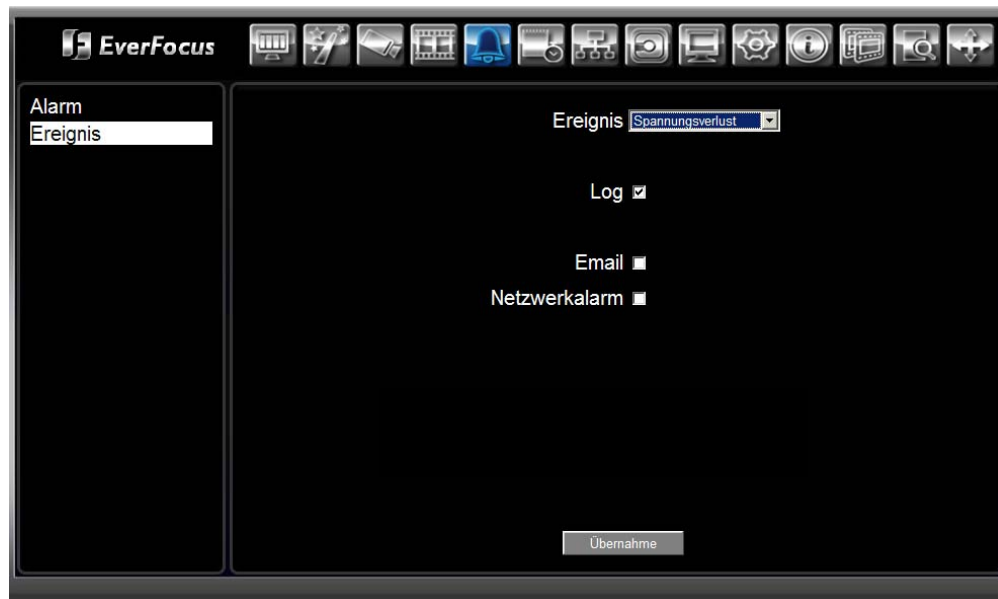 EverFocus
Alarm
Ereignis
Ereignis Spannungsverlust
Log
Email
Netzwerkalarm
Übernahme